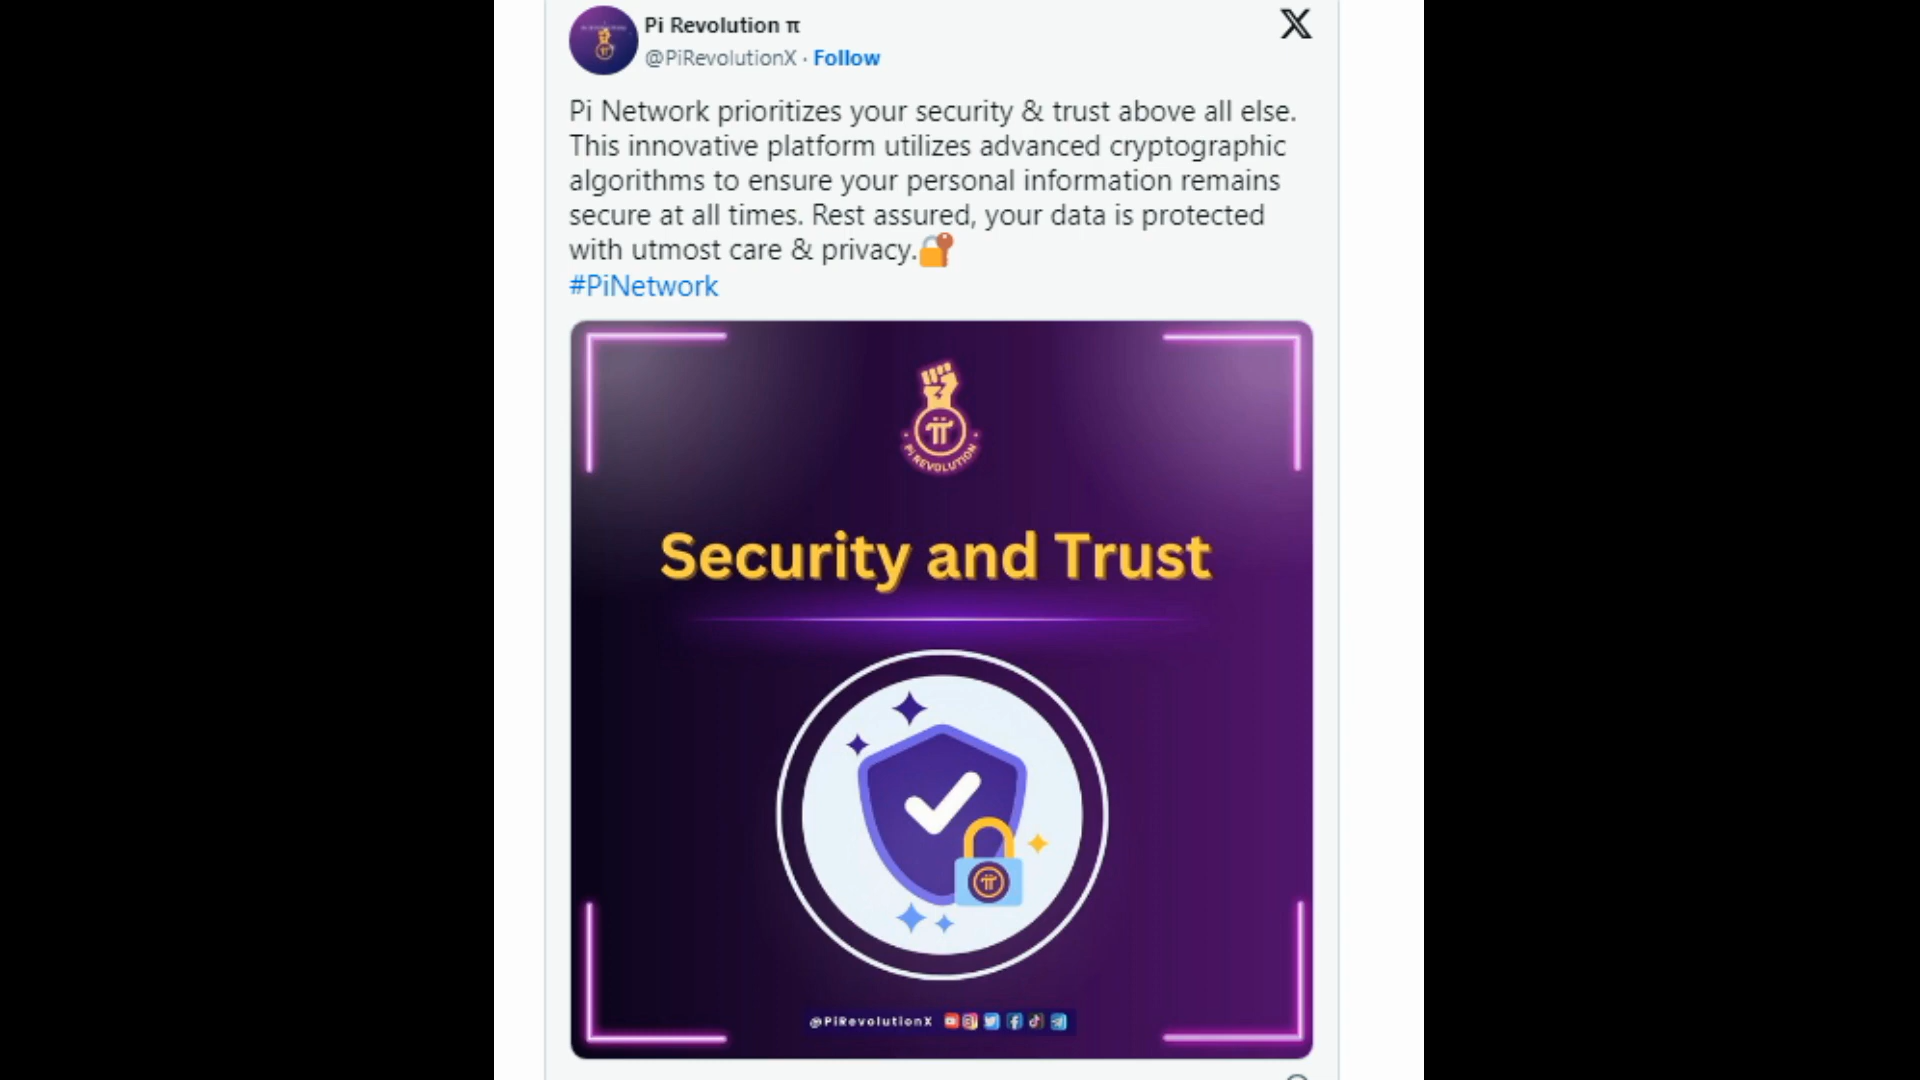 Pi Revolution π
@PiRevolutionX · Follow
Pi Network prioritizes your security & trust above all else.
This innovative platform utilizes advanced cryptographic
algorithms to ensure your personal information remains
secure at all times. Rest assured, your data is protected
with utmost care & privacy.🔐
#PiNetwork
PI REVOLUTION
Security and Trust
@PiRevolutionX